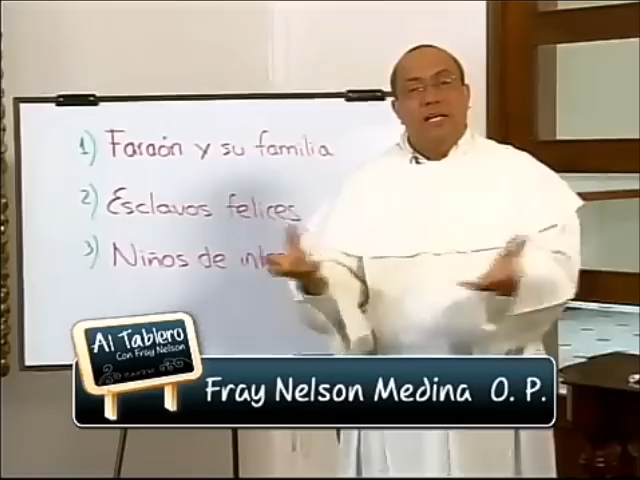 1) Faraón y su familia
2) Esclavos felices
3) Niños de
Al Tablero
Con Fray Nelson
Fray Nelson Medina O. P.